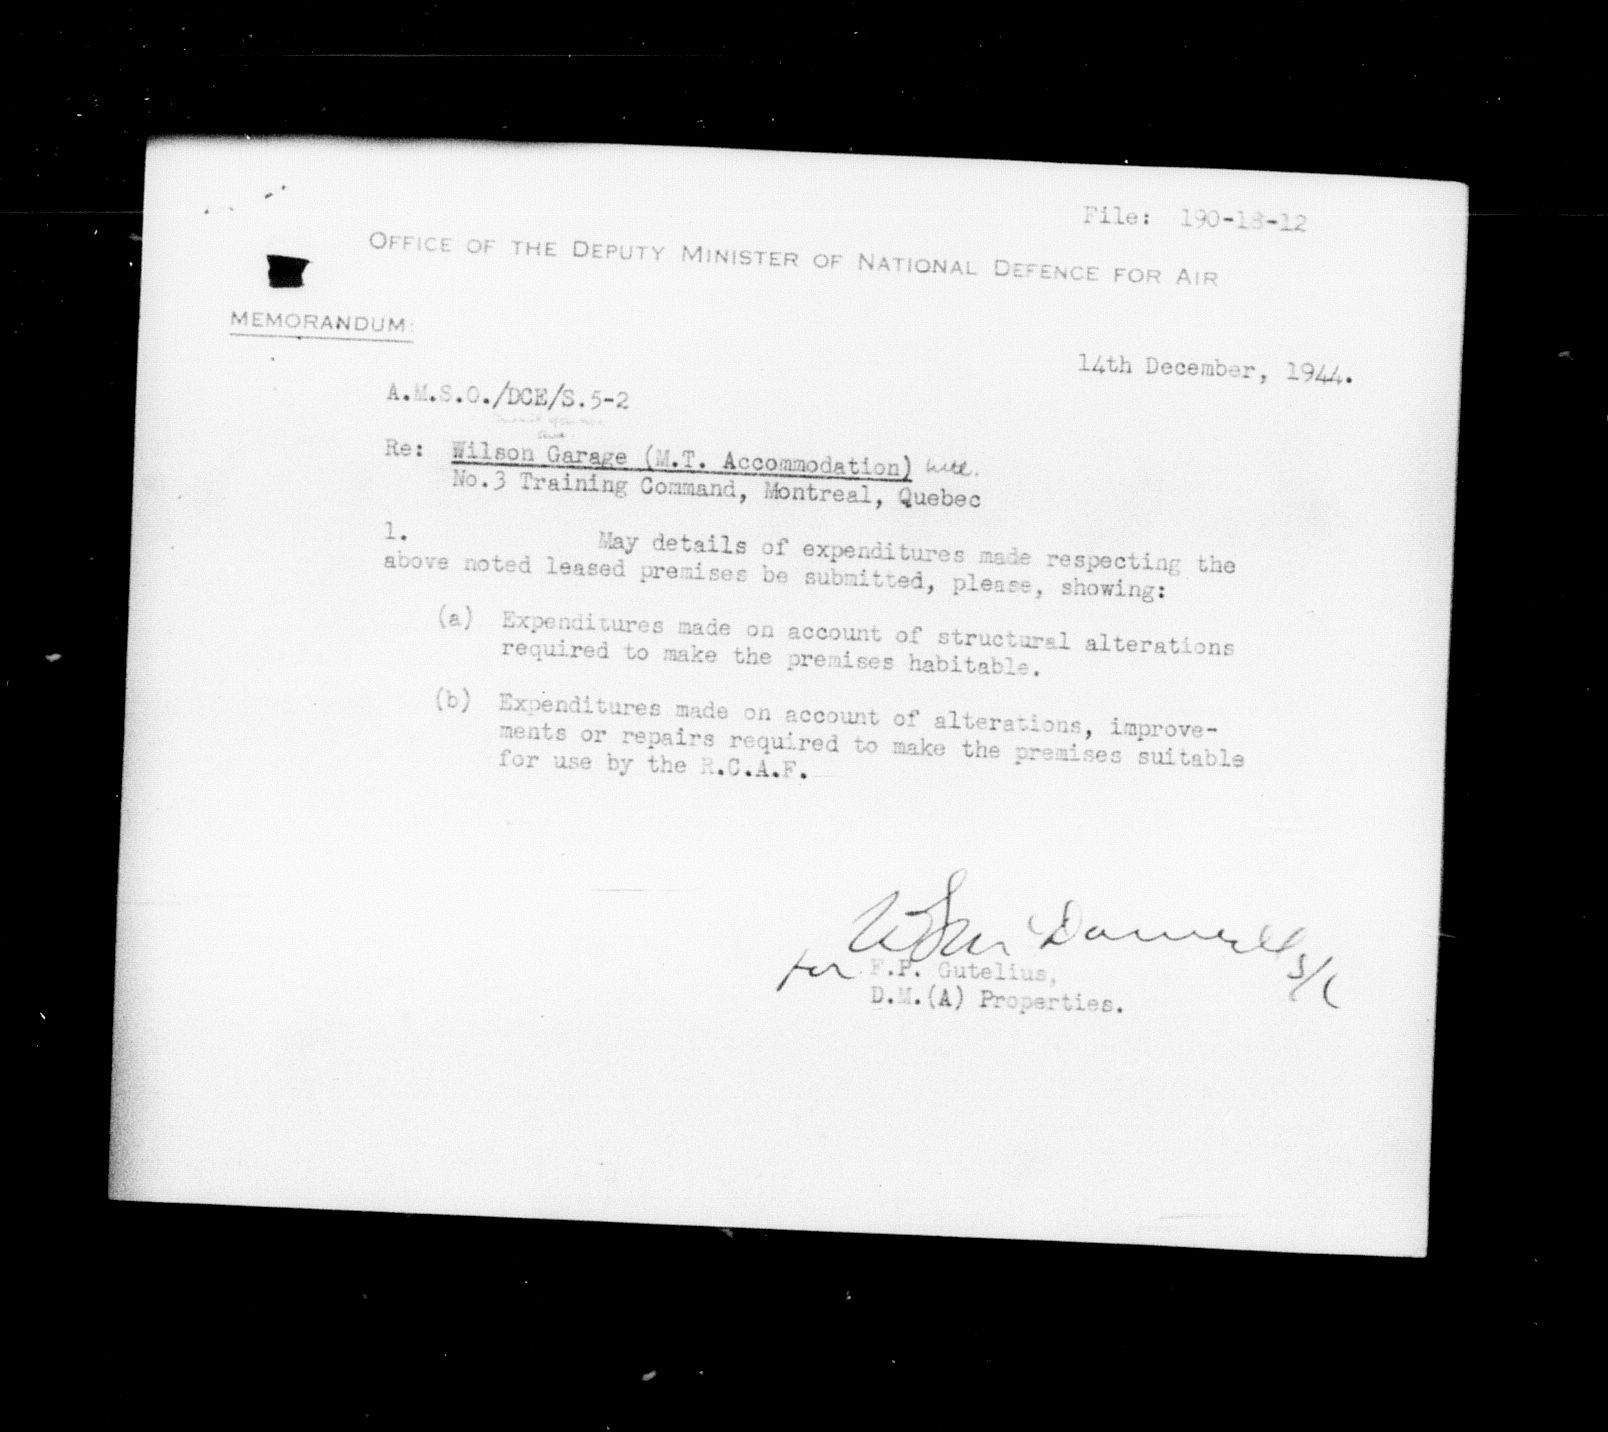 File: 190-18-12
OFFICE OF THE DEPUTY MINISTER OF NATIONAL DEFENCE FOR AIR
MEMORANDUM:
14th December, 1944.
A.M.S.O./DCE/S.5-2
Re: Wilson Garage (M.T. Accommodation)
No.3 Training Command, Montreal, Quebec
1. May details of expenditures made respecting the
above noted leased premises be submitted, please, showing:
(a) Expenditures made on account of structural alterations
required to make the premises habitable.
(b) Expenditures made on account of alterations, improve-
ments or repairs required to make the premises suitable
for use by the R.C.A.F.
for F.P. Gutelius,
D.M.(A) Properties.